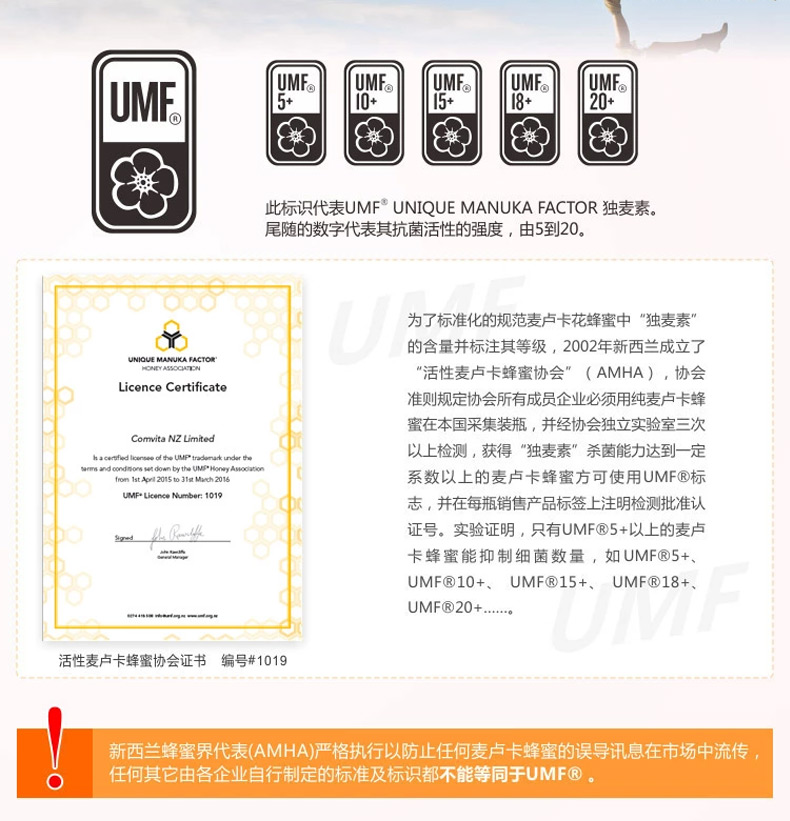 UMF®
UMF® 5+
UMF® 10+
UMF® 15+
UMF® 18+
UMF® 20+
此标识代表UMF® UNIQUE MANUKA FACTOR 独麦素。
尾随的数字代表其抗菌活性的强度，由5到20。
UMF
UNIQUE MANUKA FACTOR
HONEY ASSOCIATION
Licence Certificate
Comvita NZ Limited
Is a certified licensee of the UMF® trademark under the
terms and conditions set down by the UMF® Honey Association
from 1st April 2015 to 31st March 2016
UMF® Licence Number: 1019
Signed
John Rawcliffe
General Manager
0274 416 508 info@umf.org.nz www.umf.org.nz
活性麦卢卡蜂蜜协会证书 编号#1019
为了标准化的规范麦卢卡花蜂蜜中“独麦素”
的含量并标注其等级，2002年新西兰成立了
“活性麦卢卡蜂蜜协会”（AMHA），协会
准则规定协会所有成员企业必须用纯麦卢卡蜂
蜜在本国采集装瓶，并经协会独立实验室三次
以上检测，获得“独麦素”杀菌能力达到一定
系数以上的麦卢卡蜂蜜方可使用UMF®标
志，并在每瓶销售产品标签上注明检测批准认
证号。实验证明，只有UMF®5+以上的麦卢
卡蜂蜜能抑制细菌数量，如UMF®5+、
UMF®10+、 UMF®15+、 UMF®18+、
UMF®20+……。
UMF
新西兰蜂蜜界代表(AMHA)严格执行以防止任何麦卢卡蜂蜜的误导讯息在市场中流传，
任何其它由各企业自行制定的标准及标识都不能等同于UMF® 。